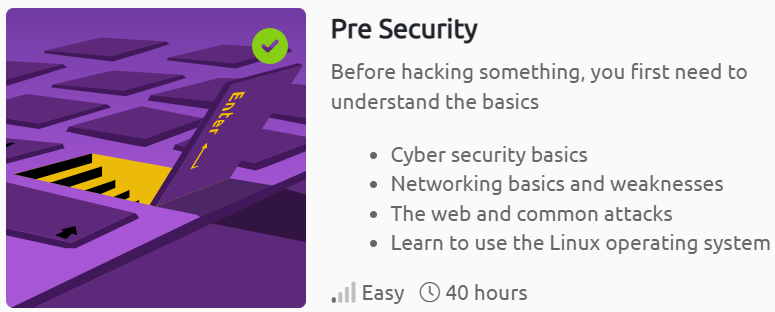 Enter
Pre Security
Before hacking something, you first need to
understand the basics
Cyber security basics
Networking basics and weaknesses
The web and common attacks
Learn to use the Linux operating system
Easy 40 hours